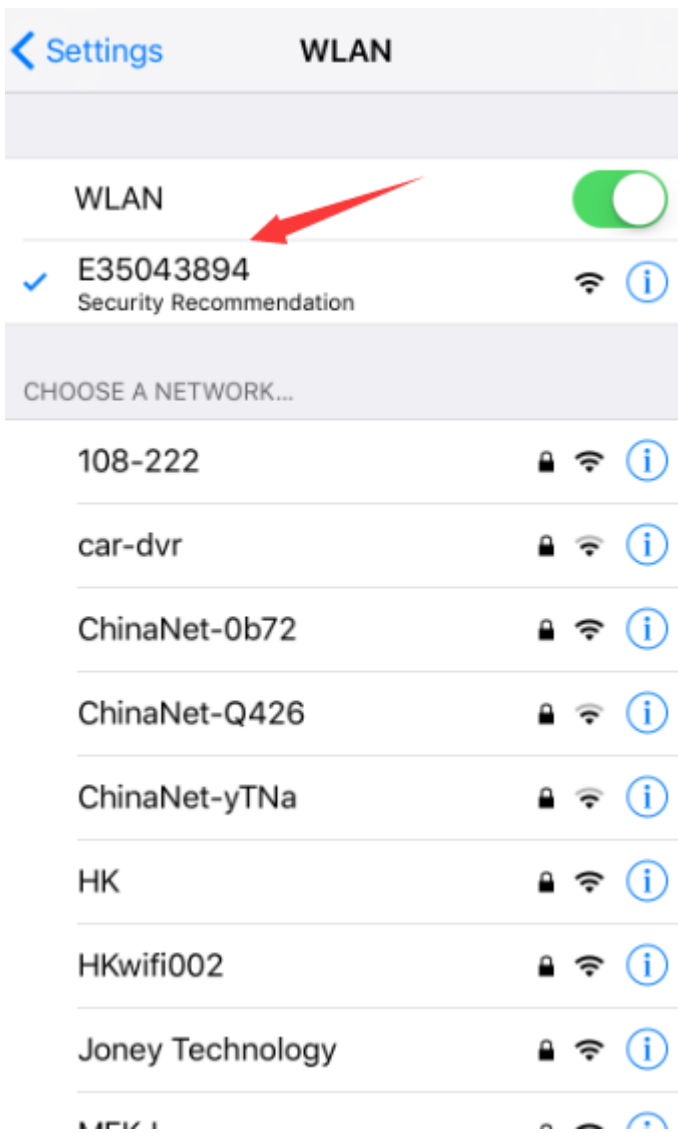 Settings WLAN
WLAN
E35043894
Security Recommendation
CHOOSE A NETWORK...
108-222
car-dvr
ChinaNet-0b72
ChinaNet-Q426
ChinaNet-yTNa
HK
HKwifi002
Joney Technology